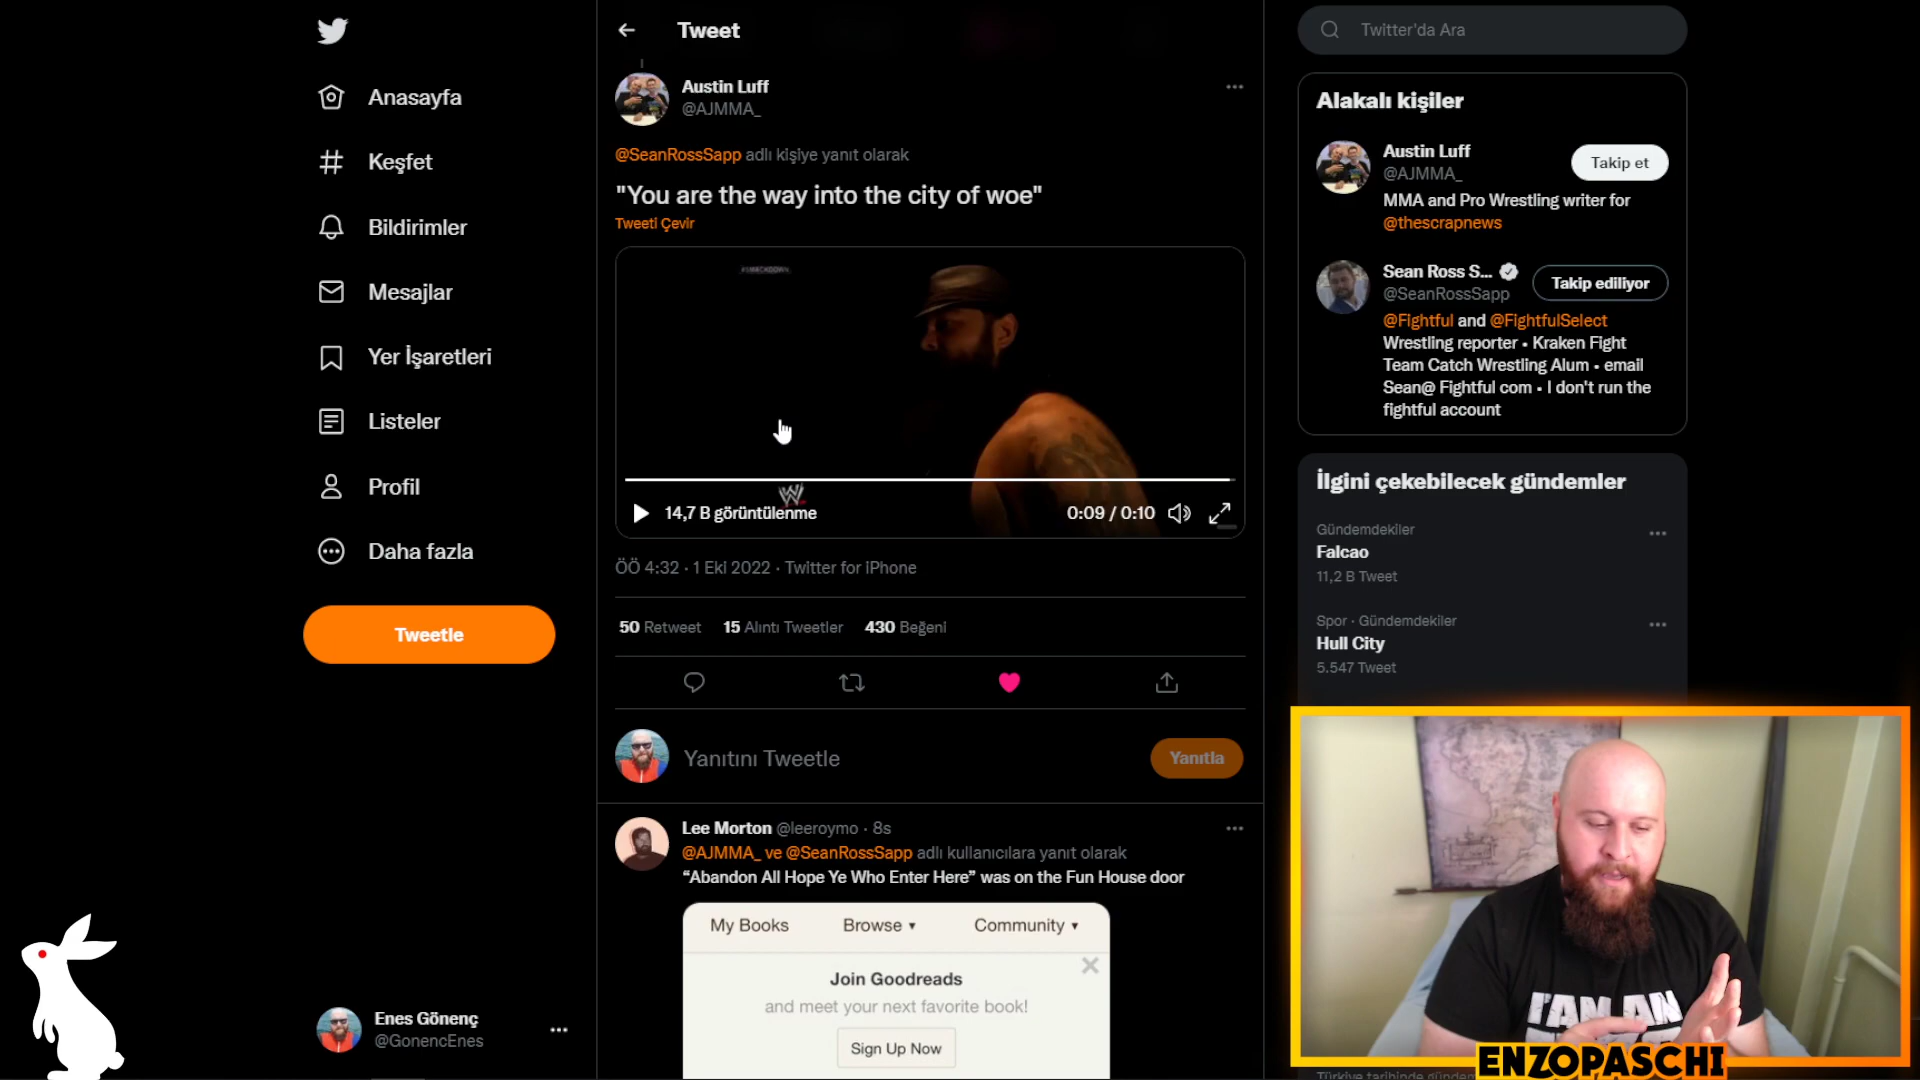 Anasayfa
Keşfet
Bildirimler
Mesajlar
Yer İşaretleri
Listeler
Profil
Daha fazla
Tweetle
Enes Gönenç
@GonencEnes
Tweet
Austin Luff
@AJMMA_
@SeanRossSapp adlı kişiye yanıt olarak
"You are the way into the city of woe"
Tweeti Çevir
#SMACKDOWN
W
14,7 B görüntülenme
0:09 / 0:10
ÖÖ 4:32 · 1 Eki 2022 · Twitter for iPhone
50 Retweet 15 Alıntı Tweetler 430 Beğeni
Yanıtını Tweetle
Yanıtla
Lee Morton @leeroymo · 8s
@AJMMA_ ve @SeanRossSapp adlı kullanıcılara yanıt olarak
“Abandon All Hope Ye Who Enter Here” was on the Fun House door
My Books Browse ▾ Community ▾
Join Goodreads
and meet your next favorite book!
Sign Up Now
Twitter'da Ara
Alakalı kişiler
Austin Luff
@AJMMA_
Takip et
MMA and Pro Wrestling writer for
@thescrapnews
Sean Ross S...
@SeanRossSapp
Takip ediliyor
@Fightful and @FightfulSelect
Wrestling reporter • Kraken Fight
Team Catch Wrestling Alum • email
Sean@ Fightful com • I don't run the
fightful account
İlgini çekebilecek gündemler
Gündemdekiler
Falcao
11,2 B Tweet
Spor · Gündemdekiler
Hull City
5.547 Tweet
I'AM AN
ENZOPASCHI
Türkiye tarihinde gündem